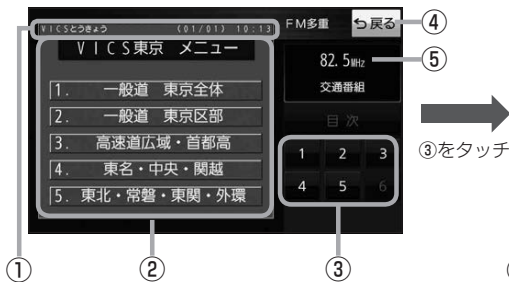 VICSとうきょう (01/01) 10:13
FM多重
戻る
④
VICS東京 メニュー
82.5MHz
⑤
交通番組
1. 一般道 東京全体
2. 一般道 東京区部
目次
3. 高速道広域・首都高
1 2 3
③をタッチ
4. 東名・中央・関越
4 5 6
5. 東北・常磐・東関・外環
① ② ③